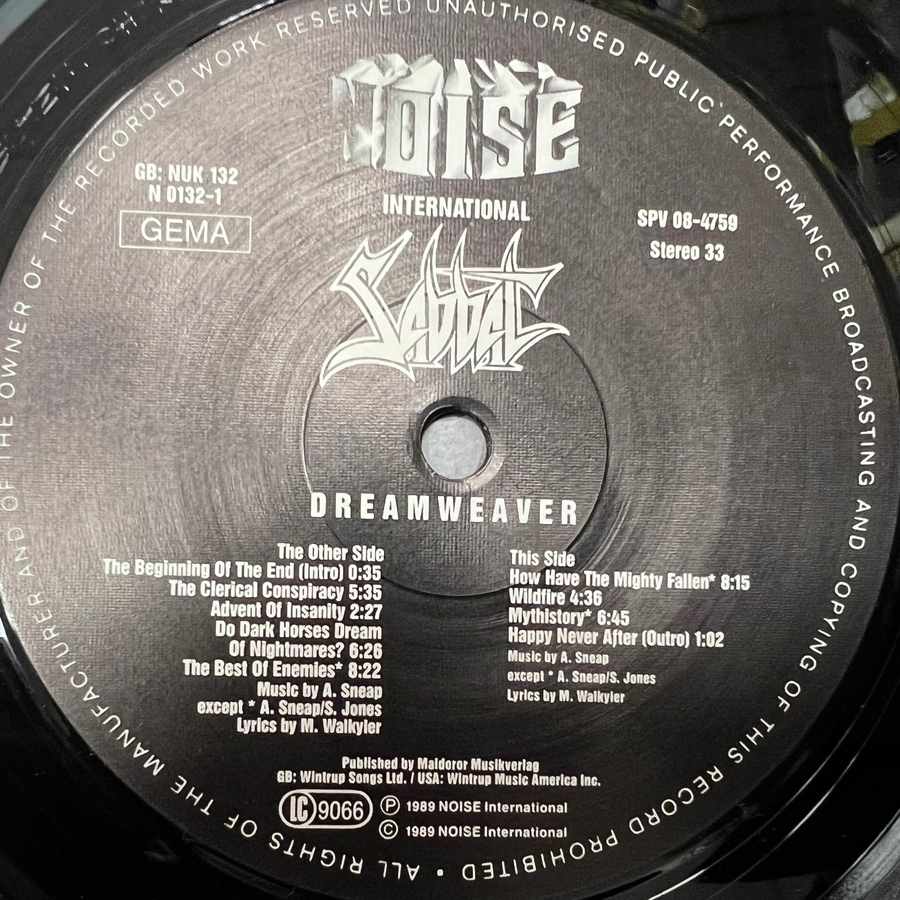 NOISE
INTERNATIONAL
GB: NUK 132
N 0132-1
GEMA
SPV 08-4759
Stereo 33
Sabbat
DREAMWEAVER
The Other Side
The Beginning Of The End (Intro) 0:35
The Clerical Conspiracy 5:35
Advent Of Insanity 2:27
Do Dark Horses Dream
Of Nightmares? 6:26
The Best Of Enemies* 8:22
Music by A. Sneap
except * A. Sneap/S. Jones
Lyrics by M. Walkyier
This Side
How Have The Mighty Fallen* 8:15
Wildfire 4:36
Mythistory* 6:45
Happy Never After (Outro) 1:02
Music by A. Sneap
except * A. Sneap/S. Jones
Lyrics by M. Walkyier
Published by Maldoror Musikverlag
GB: Wintrup Songs Ltd. / USA: Wintrup Music America Inc.
LC 9066
℗ 1989 NOISE International
© 1989 NOISE International
ALL RIGHTS OF THE MANUFACTURER AND OF THE OWNER OF THE RECORDED WORK RESERVED UNAUTHORISED PUBLIC PERFORMANCE BROADCASTING AND COPYING OF THIS RECORD PROHIBITED •